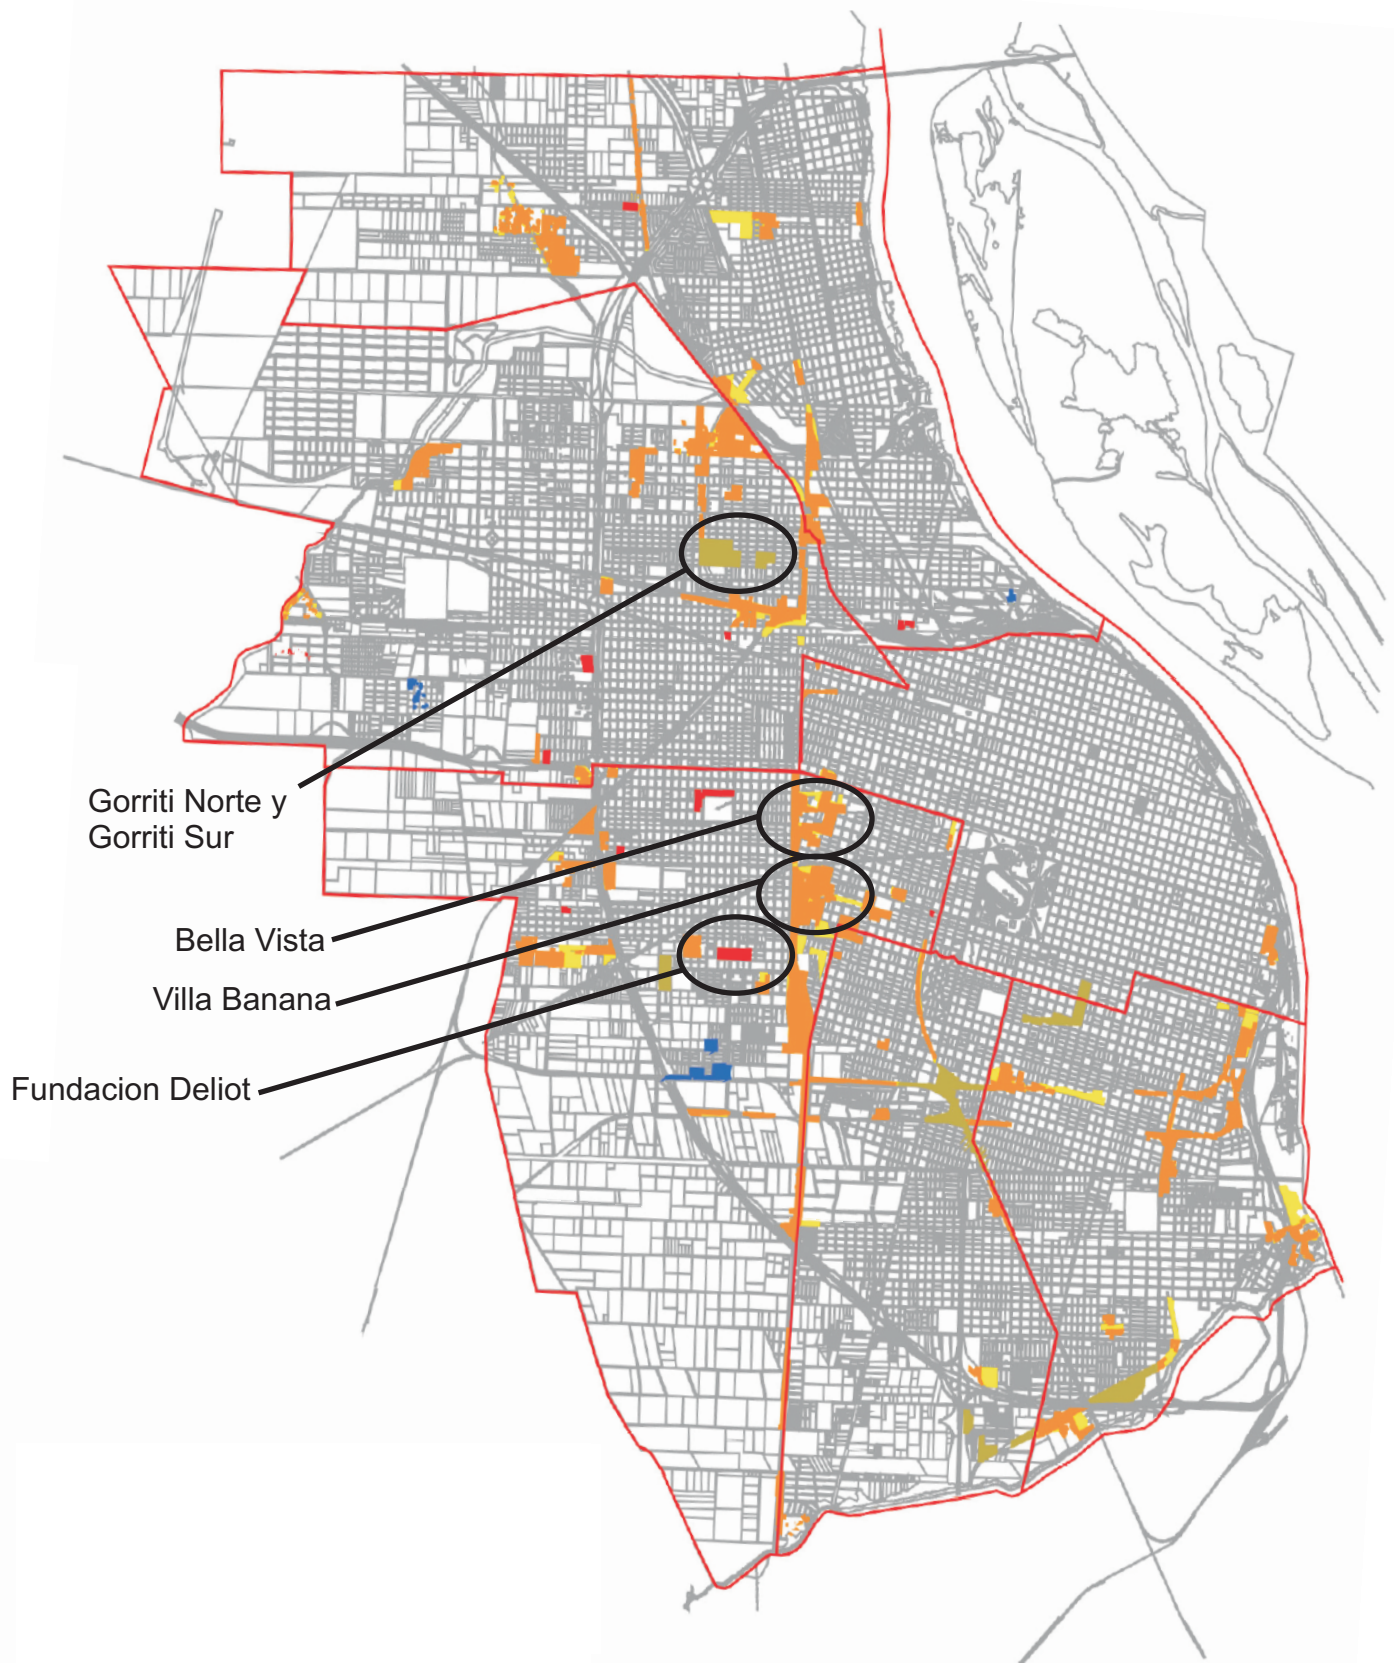 Gorriti Norte y
Gorriti Sur
Bella Vista
Villa Banana
Fundacion Deliot